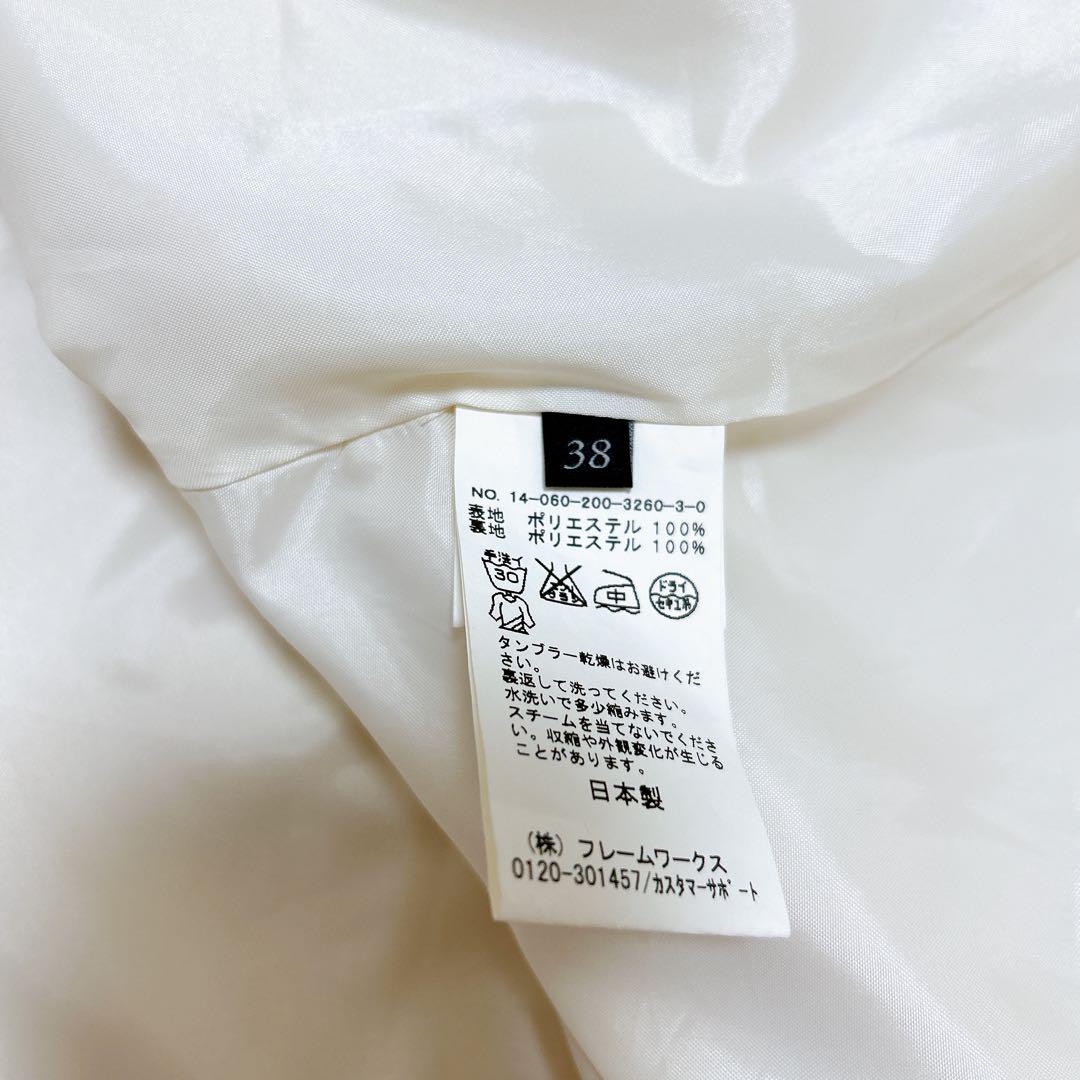 38
NO. 14-060-200-3260-3-0
表地 ポリエステル 100%
裏地 ポリエステル 100%
手洗イ
30
中
ドライ
セキユ系
タンブラー乾燥はお避けくだ
さい。
裏返して洗ってください。
水洗いで多少縮みます。
スチームを当てないでくださ
い。収縮や外観変化が生じる
ことがあります。
日本製
(株) フレームワークス
0120-301457/カスタマーサポート